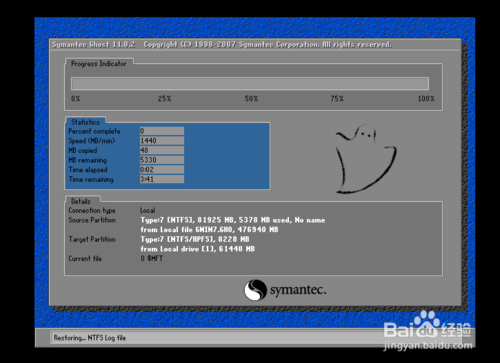 Symantec Ghost 11.0.2 Copyright (C) 1998-2007 Symantec Corporation. All rights reserved.
Progress Indicator
0% 25% 50% 75% 100%
Statistics
Percent complete 0
Speed (MB/min) 1440
MB copied 48
MB remaining 5330
Time elapsed 0:02
Time remaining 3:41
Details
Connection type Local
Source Partition Type:7 [NTFS], 81925 MB, 5378 MB used, No name
from Local file GWIN7.GHO, 476940 MB
Target Partition Type:7 [NTFS/HPFS], 8228 MB
from Local drive [1], 61440 MB
Current file 0 $MFT
symantec.
Restoring... NTFS Log file
Baidu 经验
jingyan.baidu.com